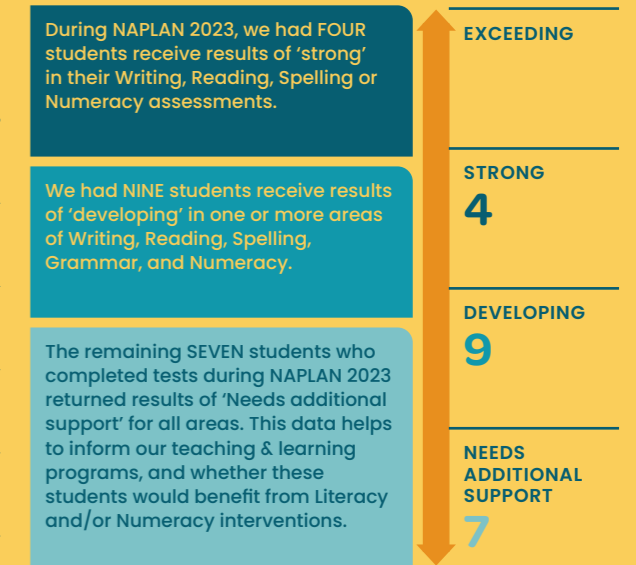 During NAPLAN 2023, we had FOUR
students receive results of ‘strong’
in their Writing, Reading, Spelling or
Numeracy assessments.
We had NINE students receive results
of ‘developing’ in one or more areas
of Writing, Reading, Spelling,
Grammar, and Numeracy.
The remaining SEVEN students who
completed tests during NAPLAN 2023
returned results of ‘Needs additional
support’ for all areas. This data helps
to inform our teaching & learning
programs, and whether these
students would benefit from Literacy
and/or Numeracy interventions.
EXCEEDING
STRONG
4
DEVELOPING
9
NEEDS
ADDITIONAL
SUPPORT
7